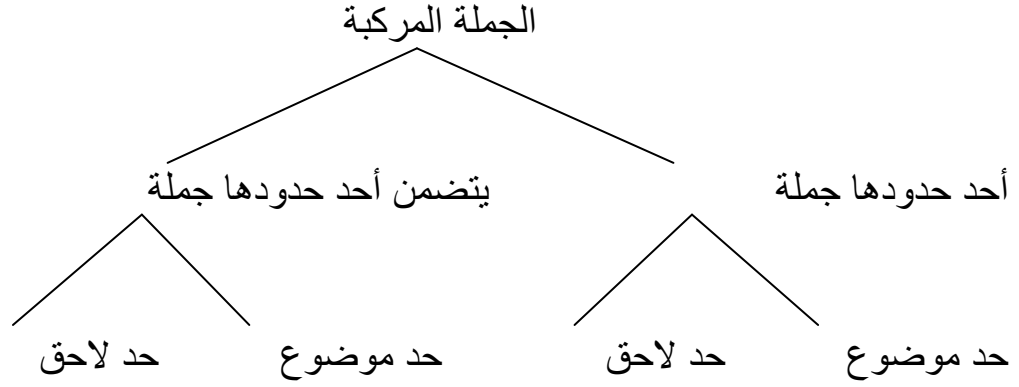 الجملة المركبة
أحد حدودها جملة
يتضمن أحد حدودها جملة
حد موضوع
حد لاحق
حد موضوع
حد لاحق